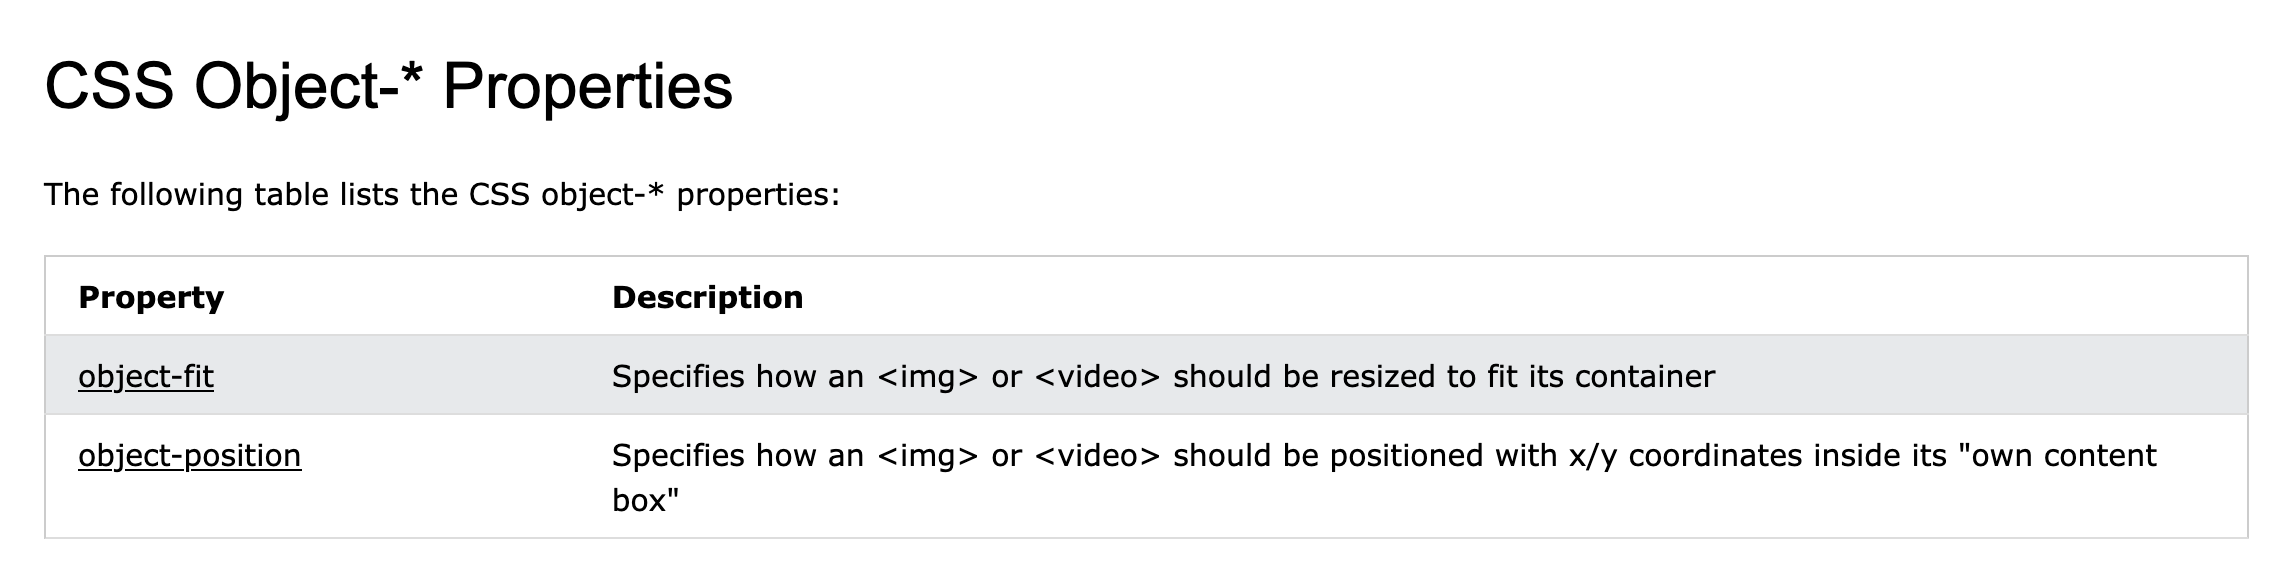 CSS Object-* Properties
The following table lists the CSS object-* properties:
Property Description
object-fit Specifies how an <img> or <video> should be resized to fit its container
object-position Specifies how an <img> or <video> should be positioned with x/y coordinates inside its "own content
box"